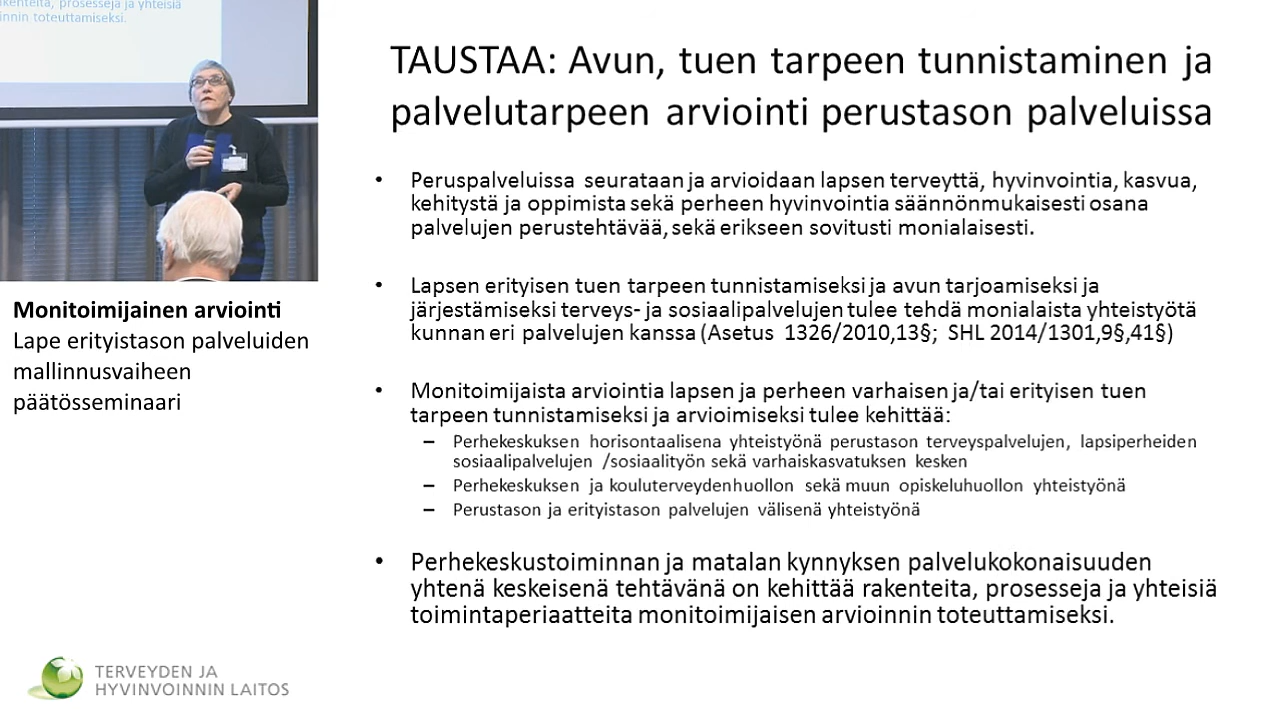 rakenteita, prosesseja ja yhteisiä
innin toteuttamiseksi.
Monitoimijainen arviointi
Lape erityistason palveluiden
mallinnusvaiheen
päätösseminaari
TAUSTAA: Avun, tuen tarpeen tunnistaminen ja
palvelutarpeen arviointi perustason palveluissa
• Peruspalveluissa seurataan ja arvioidaan lapsen terveyttä, hyvinvointia, kasvua,
kehitystä ja oppimista sekä perheen hyvinvointia säännönmukaisesti osana
palvelujen perustehtävää, sekä erikseen sovitusti monialaisesti.
• Lapsen erityisen tuen tarpeen tunnistamiseksi ja avun tarjoamiseksi ja
järjestämiseksi terveys- ja sosiaalipalvelujen tulee tehdä monialaista yhteistyötä
kunnan eri palvelujen kanssa (Asetus 1326/2010,13§; SHL 2014/1301,9§,41§)
• Monitoimijaista arviointia lapsen ja perheen varhaisen ja/tai erityisen tuen
tarpeen tunnistamiseksi ja arvioimiseksi tulee kehittää:
– Perhekeskuksen horisontaalisena yhteistyönä perustason terveyspalvelujen, lapsiperheiden
sosiaalipalvelujen /sosiaalityön sekä varhaiskasvatuksen kesken
– Perhekeskuksen ja kouluterveydenhuollon sekä muun opiskeluhuollon yhteistyönä
– Perustason ja erityistason palvelujen välisenä yhteistyönä
• Perhekeskustoiminnan ja matalan kynnyksen palvelukokonaisuuden
yhtenä keskeisenä tehtävänä on kehittää rakenteita, prosesseja ja yhteisiä
toimintaperiaatteita monitoimijaisen arvioinnin toteuttamiseksi.
TERVEYDEN JA
HYVINVOINNIN LAITOS